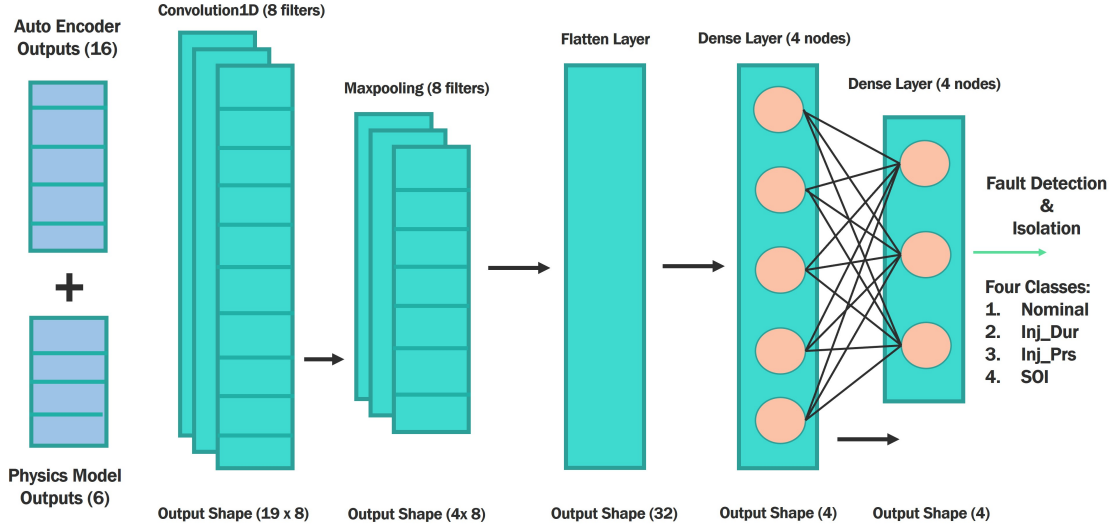 Auto Encoder
Outputs (16)
+
Physics Model
Outputs (6)
Convolution1D (8 filters)
Output Shape (19 x 8)
Maxpooling (8 filters)
Output Shape (4x 8)
Flatten Layer
Output Shape (32)
Dense Layer (4 nodes)
Output Shape (4)
Dense Layer (4 nodes)
Output Shape (4)
Fault Detection
&
Isolation
Four Classes:
1. Nominal
2. Inj_Dur
3. Inj_Prs
4. SOI